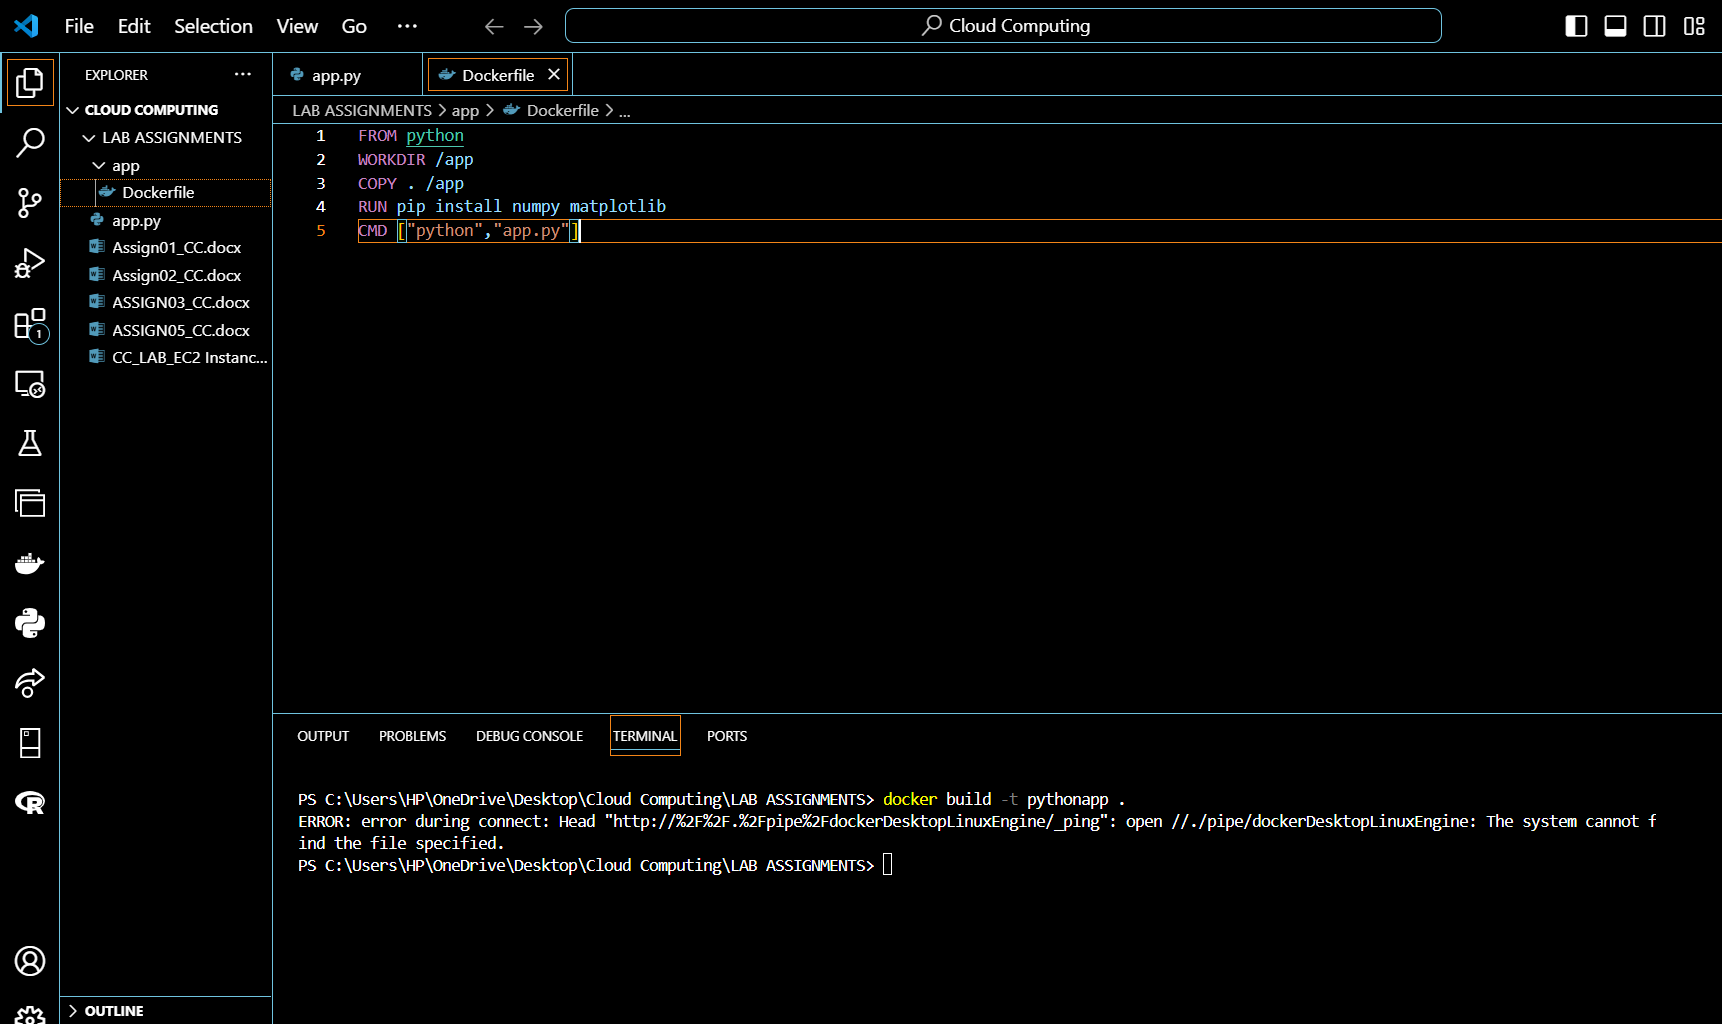 File Edit Selection View Go ···
Cloud Computing
EXPLORER ···
CLOUD COMPUTING
LAB ASSIGNMENTS
app
Dockerfile
app.py
Assign01_CC.docx
Assign02_CC.docx
ASSIGN03_CC.docx
ASSIGN05_CC.docx
CC_LAB_EC2 Instanc...
1
OUTLINE
app.py
Dockerfile
LAB ASSIGNMENTS > app > Dockerfile > ...
1 FROM python
2 WORKDIR /app
3 COPY . /app
4 RUN pip install numpy matplotlib
5 CMD ["python","app.py"]
OUTPUT PROBLEMS DEBUG CONSOLE TERMINAL PORTS
PS C:\Users\HP\OneDrive\Desktop\Cloud Computing\LAB ASSIGNMENTS> docker build -t pythonapp .
ERROR: error during connect: Head "http://%2F%2F.%2Fpipe%2FdockerDesktopLinuxEngine/_ping": open //./pipe/dockerDesktopLinuxEngine: The system cannot f
ind the file specified.
PS C:\Users\HP\OneDrive\Desktop\Cloud Computing\LAB ASSIGNMENTS>